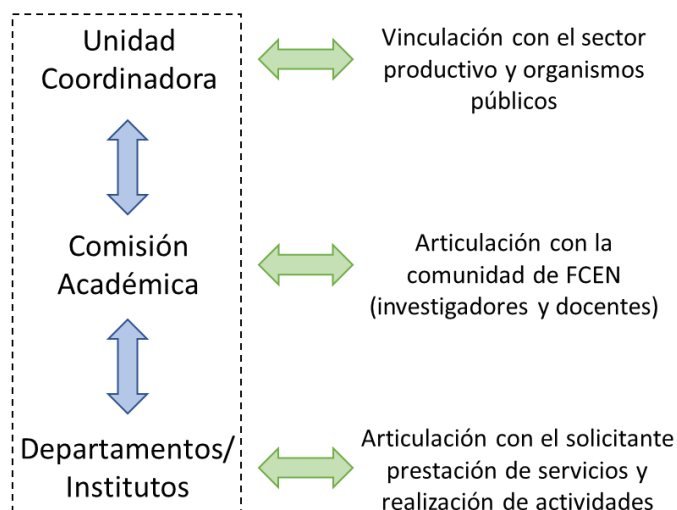 Unidad
Coordinadora
Vinculación con el sector
productivo y organismos
públicos
Comisión
Académica
Articulación con la
comunidad de FCEN
(investigadores y docentes)
Departamentos/
Institutos
Articulación con el solicitante
prestación de servicios y
realización de actividades